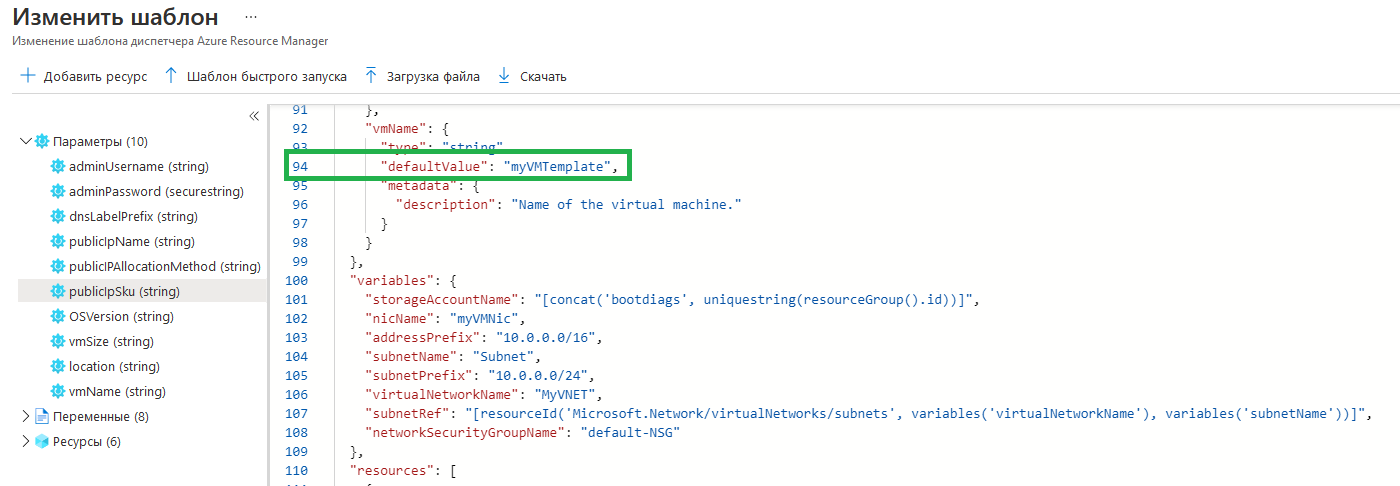 Изменить шаблон ...
Изменение шаблона диспетчера Azure Resource Manager
Добавить ресурс Шаблон быстрого запуска Загрузка файла Скачать
Параметры (10)
adminUsername (string)
adminPassword (securestring)
dnsLabelPrefix (string)
publicIpName (string)
publicIPAllocationMethod (string)
publicIpSku (string)
OSVersion (string)
vmSize (string)
location (string)
vmName (string)
Переменные (8)
Ресурсы (6)
91 },
92 "vmName": {
93 "type": "string"
94 "defaultValue": "myVMTemplate",
95 "metadata": {
96 "description": "Name of the virtual machine."
97 }
98 }
99 },
100 "variables": {
101 "storageAccountName": "[concat('bootdiags', uniquestring(resourceGroup().id))]",
102 "nicName": "myVMNic",
103 "addressPrefix": "10.0.0.0/16",
104 "subnetName": "Subnet",
105 "subnetPrefix": "10.0.0.0/24",
106 "virtualNetworkName": "MyVNET",
107 "subnetRef": "[resourceId('Microsoft.Network/virtualNetworks/subnets', variables('virtualNetworkName'), variables('subnetName'))]",
108 "networkSecurityGroupName": "default-NSG"
109 },
110 "resources": [